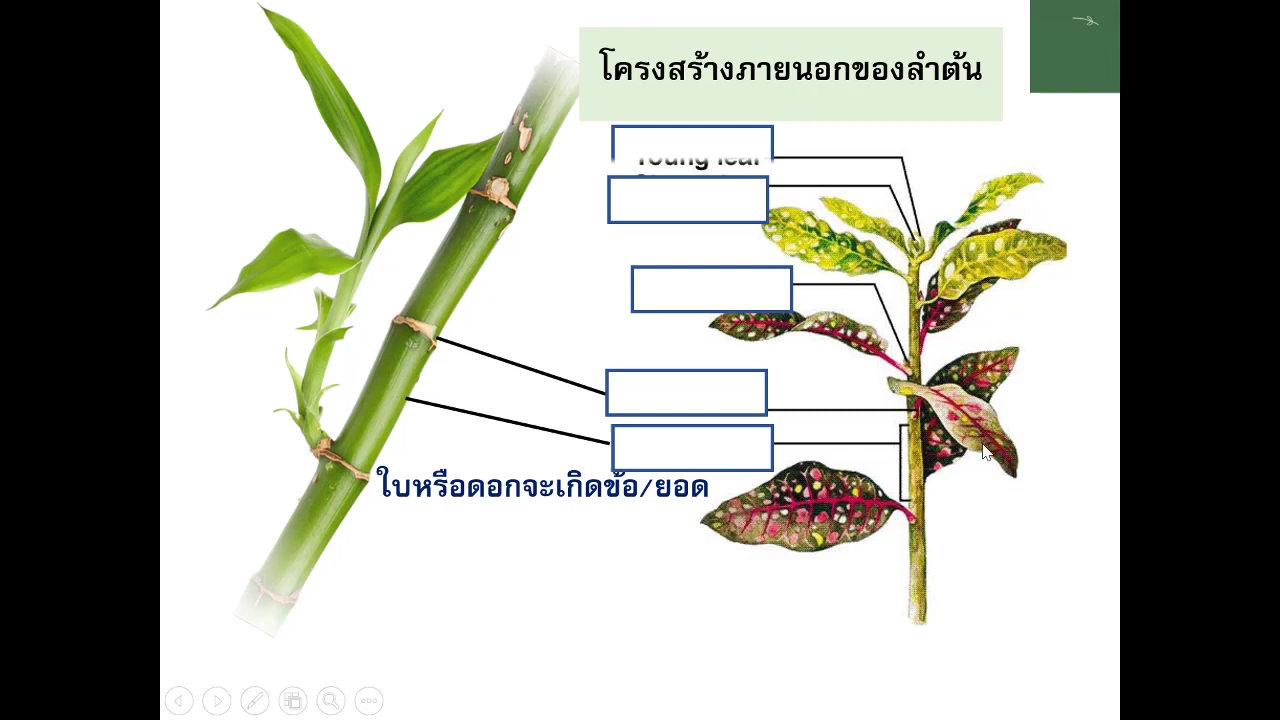 โครงสร้างภายนอกของลำต้น
Young leaf
ใบหรือดอกจะเกิดข้อ/ยอด